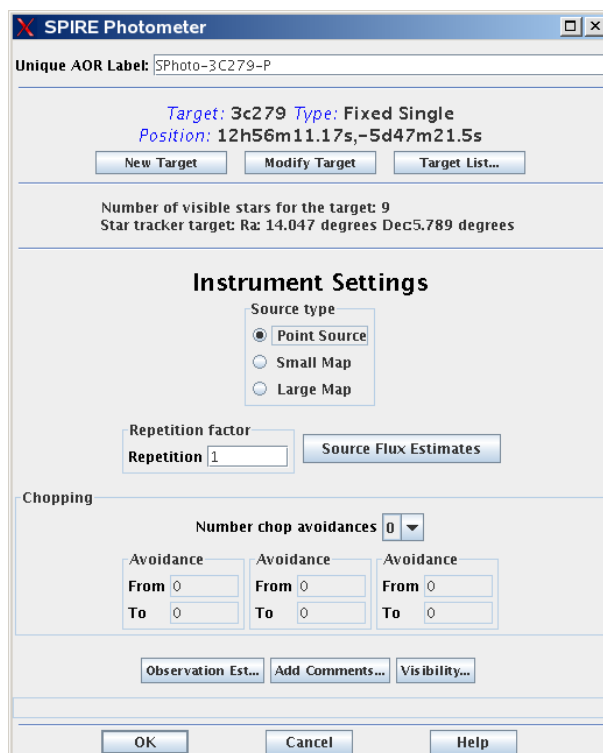 SPIRE Photometer
Unique AOR Label: SPhoto-3C279-P
Target: 3c279 Type: Fixed Single
Position: 12h56m11.17s,-5d47m21.5s
New Target Modify Target Target List...
Number of visible stars for the target: 9
Star tracker target: Ra: 14.047 degrees Dec:5.789 degrees
Instrument Settings
Source type
Point Source
Small Map
Large Map
Repetition factor
Repetition 1
Source Flux Estimates
Chopping
Number chop avoidances 0
Avoidance Avoidance Avoidance
From 0 From 0 From 0
To 0 To 0 To 0
Observation Est... Add Comments... Visibility...
OK Cancel Help